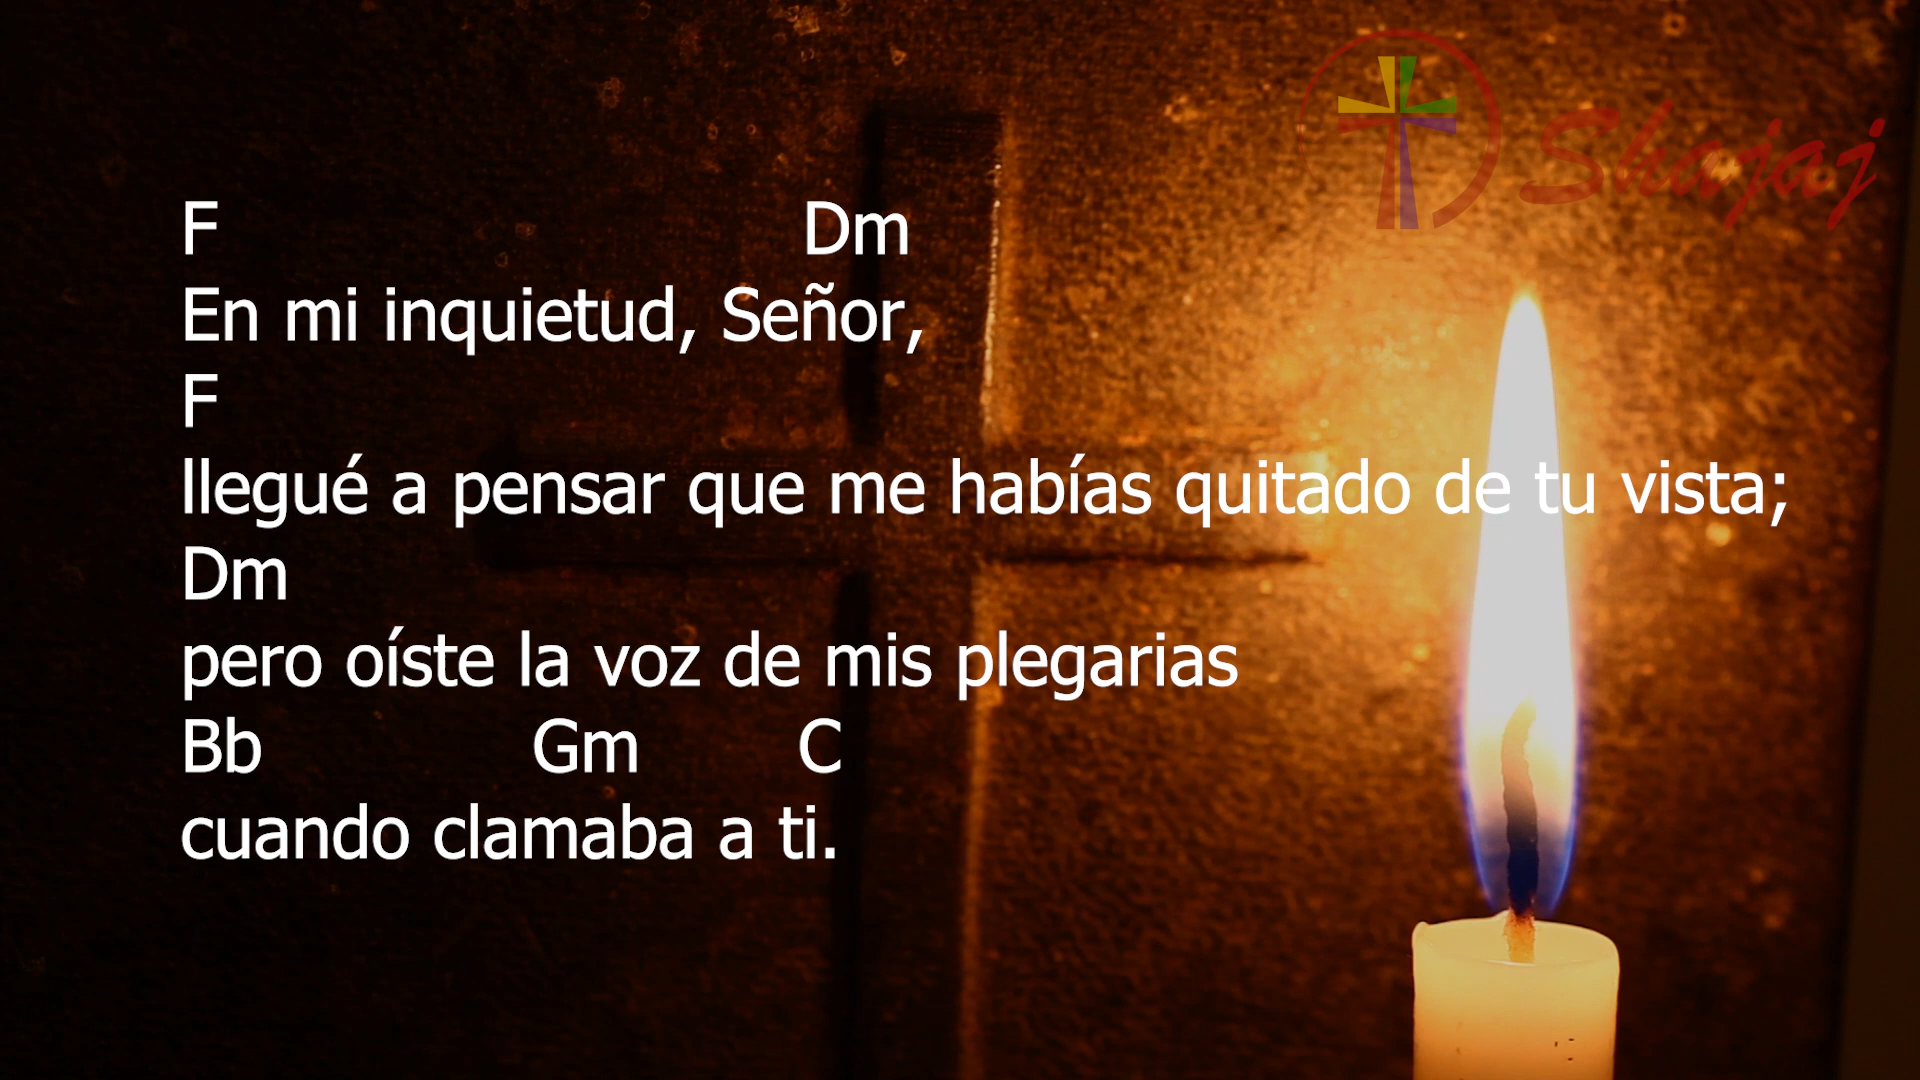 Shajaj
F Dm
En mi inquietud, Señor,
F
llegué a pensar que me habías quitado de tu vista;
Dm
pero oíste la voz de mis plegarias
Bb Gm C
cuando clamaba a ti.